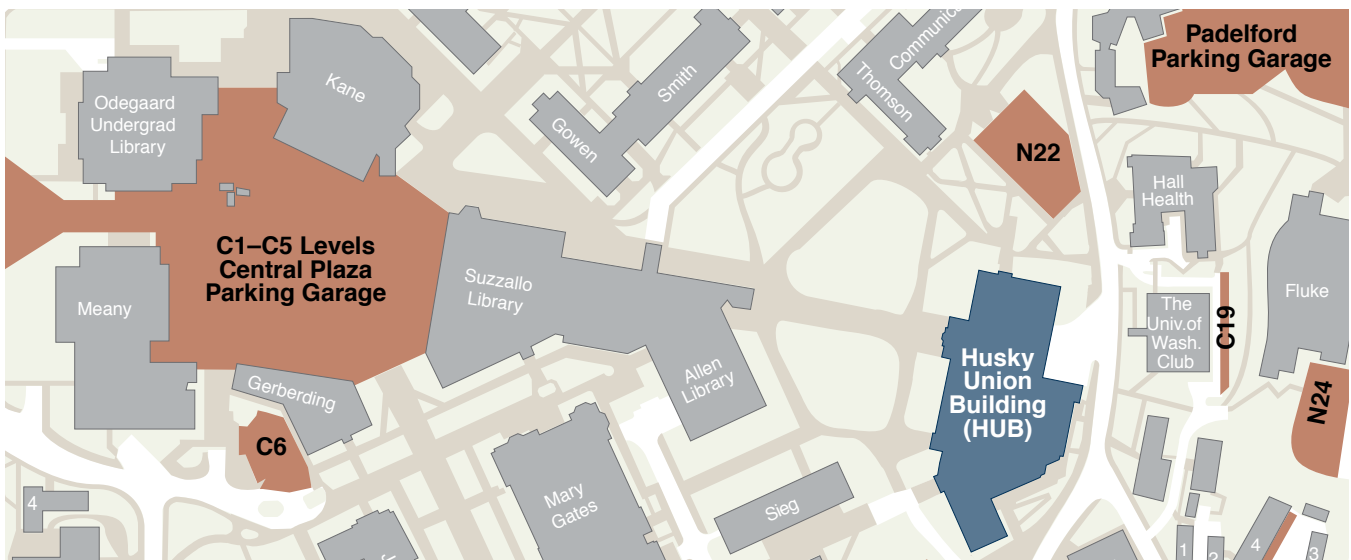 Padelford
Parking Garage
Communica
Kane
Smith
Odegaard
Undergrad
Library
Thomson
Gowen
N22
Hall
Health
C1–C5 Levels
Central Plaza
Parking Garage
Suzzallo
Library
Meany
Fluke
The
Univ.of
Wash.
Club
C19
Husky
Union
Building
(HUB)
Allen
Library
Gerberding
N24
C6
Mary
Gates
Sieg
4
1
2
4
3